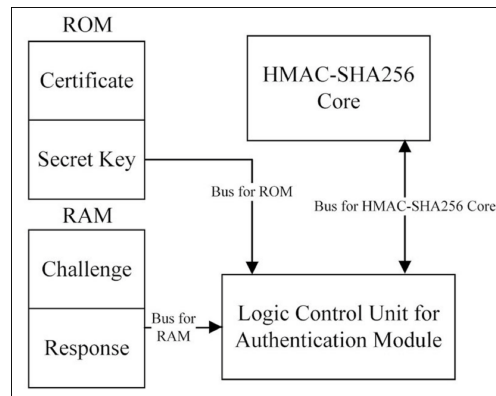 ROM
Certificate
Secret Key
RAM
Challenge
Response
HMAC-SHA256
Core
Bus for ROM
Bus for HMAC-SHA256 Core
Bus for
RAM
Logic Control Unit for
Authentication Module